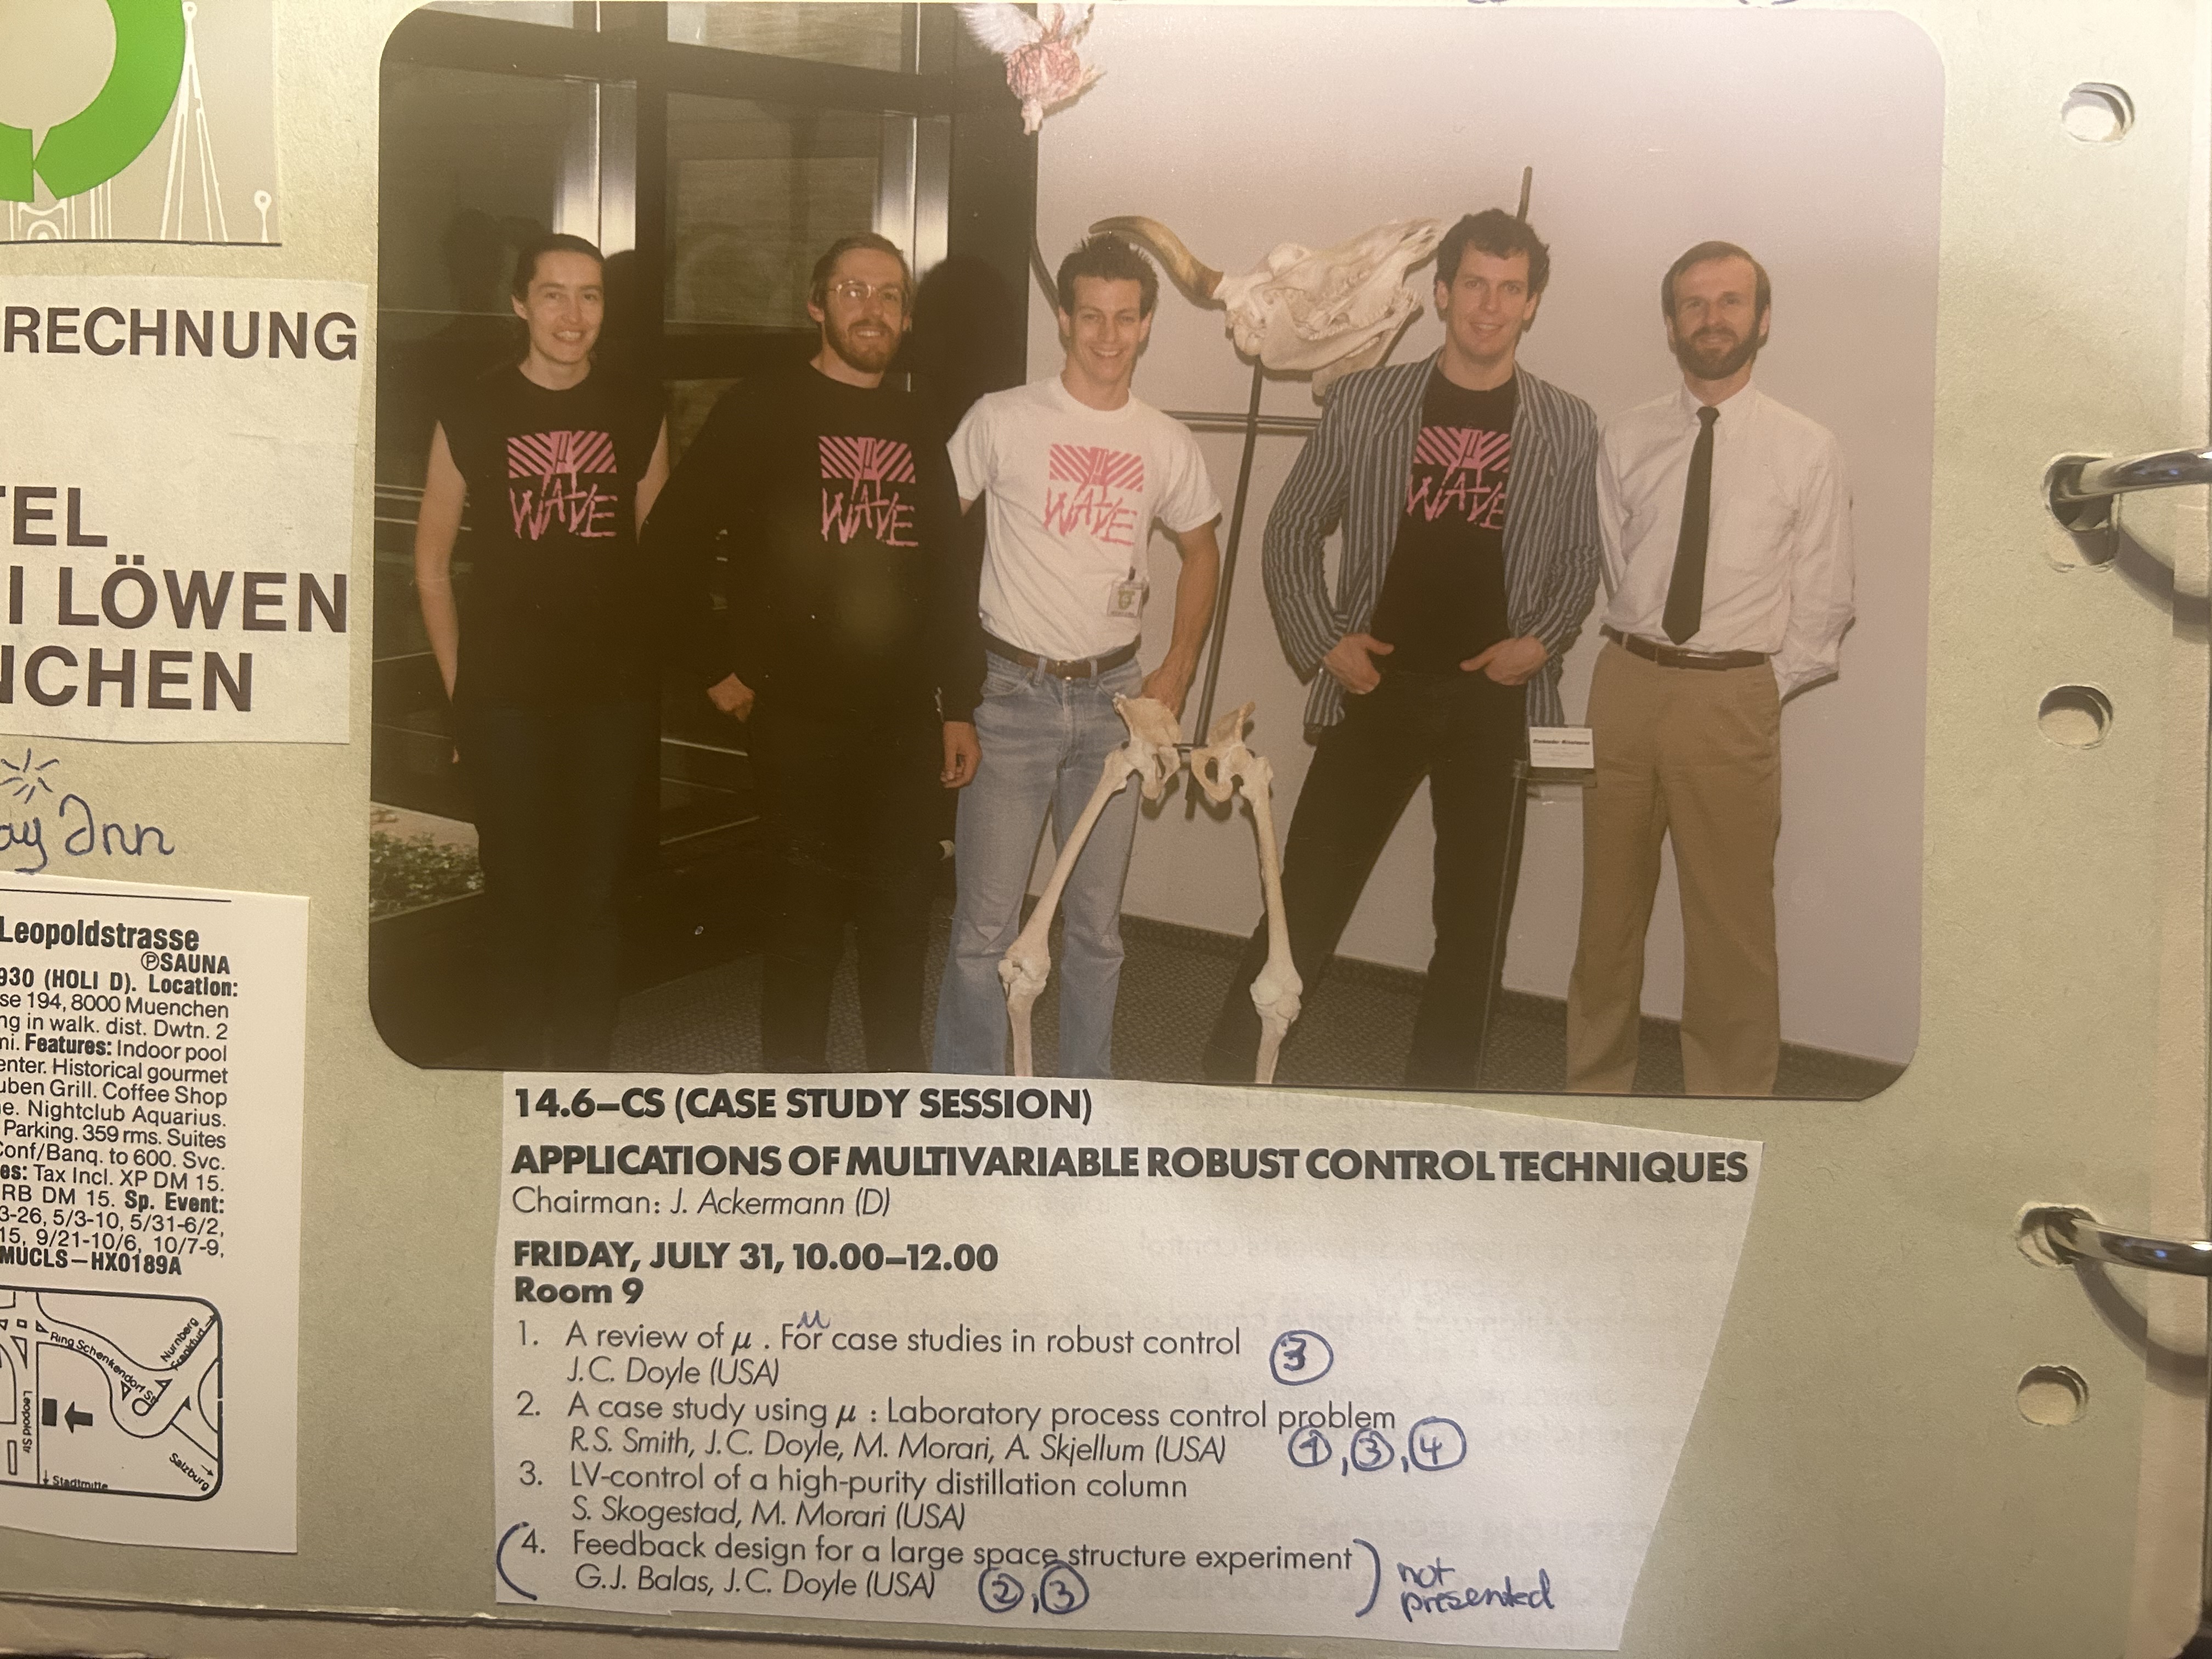 RECHNUNG
TEL
I LÖWEN
NCHEN
ay Inn
Leopoldstrasse
ⓅSAUNA
930 (HOLI D). Location:
se 194, 8000 Muenchen
ng in walk. dist. Dwtn. 2
mi. Features: Indoor pool
enter. Historical gourmet
uben Grill. Coffee Shop
e. Nightclub Aquarius.
Parking. 359 rms. Suites
Conf/Banq. to 600. Svc.
es: Tax Incl. XP DM 15.
RB DM 15. Sp. Event:
3-26, 5/3-10, 5/31-6/2,
15, 9/21-10/6, 10/7-9,
MUCLS—HX0189A
Nurnberg
Frankfurt
Ring Schenkendorf St
Leopold Str
Salzburg
Stadtmitte
μ
WAVE
μ
WAVE
μ
WAVE
μ
WAVE
14.6–CS (CASE STUDY SESSION)
APPLICATIONS OF MULTIVARIABLE ROBUST CONTROL TECHNIQUES
Chairman: J. Ackermann (D)
FRIDAY, JULY 31, 10.00–12.00
Room 9
μ
1. A review of μ . For case studies in robust control ③
J.C. Doyle (USA)
2. A case study using μ : Laboratory process control problem
R.S. Smith, J.C. Doyle, M. Morari, A. Skjellum (USA) ①,③,④
3. LV-control of a high-purity distillation column
S. Skogestad, M. Morari (USA)
(4. Feedback design for a large space structure experiment) not
G.J. Balas, J.C. Doyle (USA) ②,③ presented